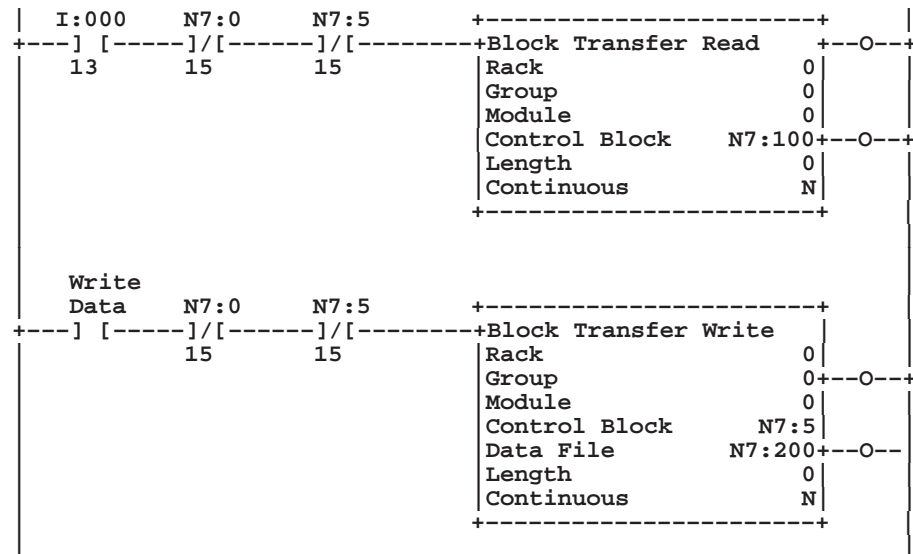 I:000 N7:0 N7:5
] [ ]/[ ]/[ Block Transfer Read O
13 15 15 Rack 0
Group 0
Module 0
Control Block N7:100 O
Length 0
Continuous N
Write
Data N7:0 N7:5
] [ ]/[ ]/[ Block Transfer Write
15 15 Rack 0
Group 0 O
Module 0
Control Block N7:5
Data File N7:200 O
Length 0
Continuous N